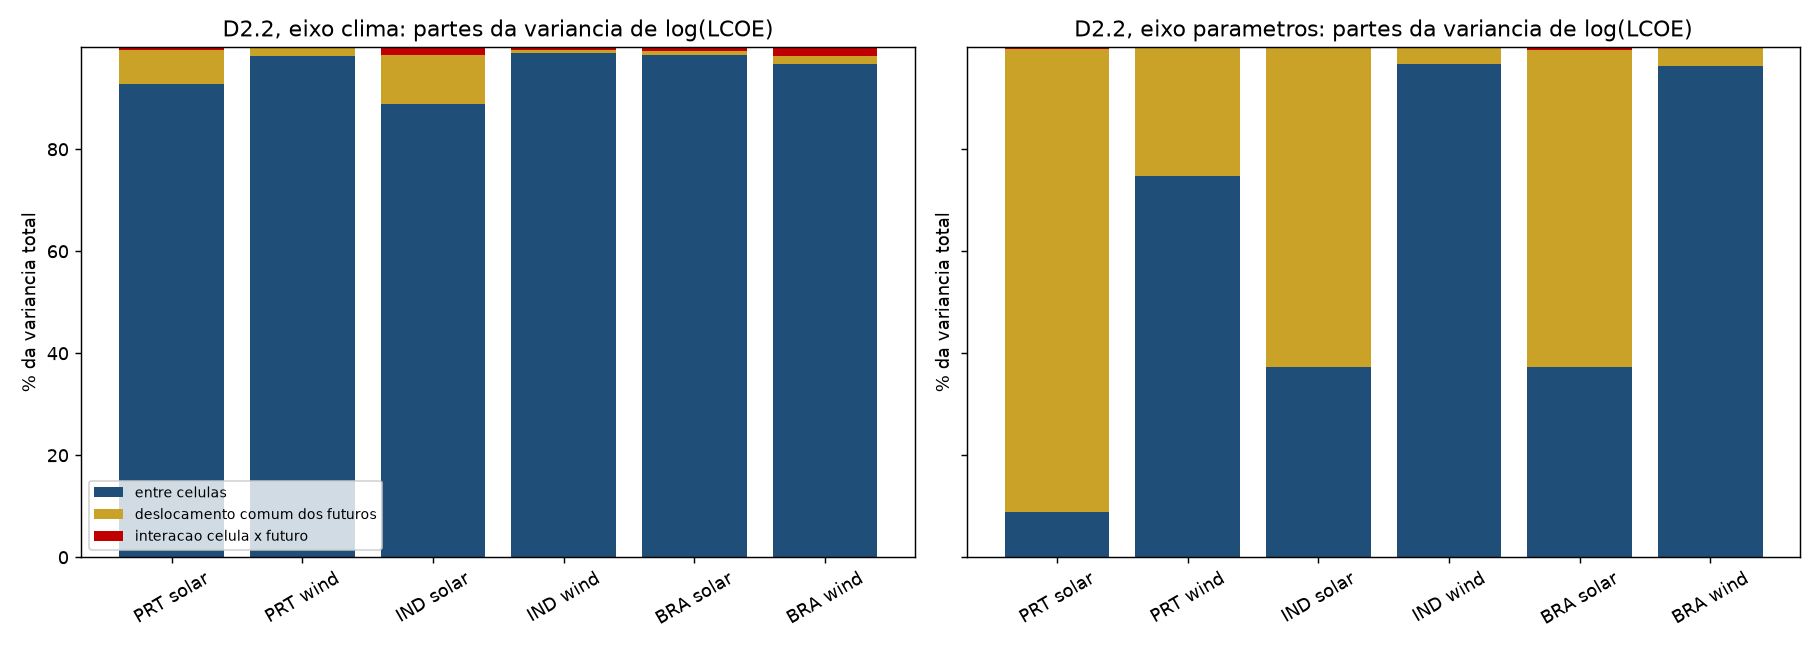 D2.2, eixo clima: partes da variancia de log(LCOE)
% da variancia total
80
60
40
20
0
entre celulas
deslocamento comum dos futuros
interacao celula x futuro
PRT solar
PRT wind
IND solar
IND wind
BRA solar
BRA wind
D2.2, eixo parametros: partes da variancia de log(LCOE)
% da variancia total
PRT solar
PRT wind
IND solar
IND wind
BRA solar
BRA wind